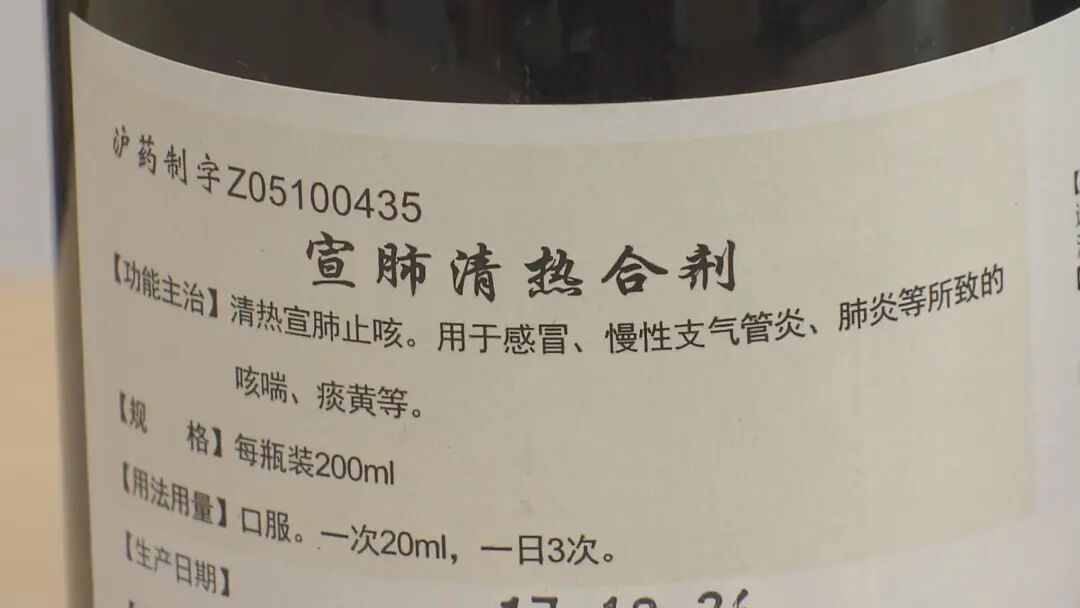 沪药制字Z05100435
宣肺清热合剂
【功能主治】清热宣肺止咳。用于感冒、慢性支气管炎、肺炎等所致的
咳喘、痰黄等。
【规 格】每瓶装200ml
【用法用量】口服。一次20ml，一日3次。
【生产日期】